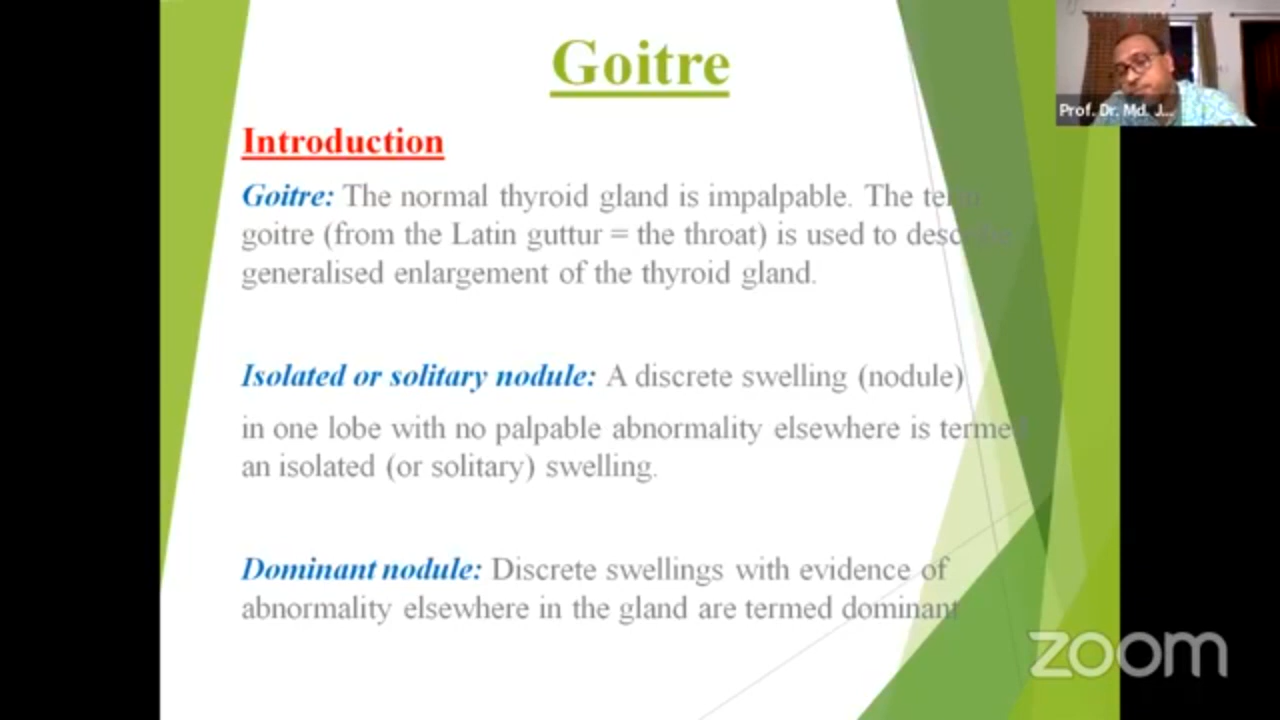 Goitre
Prof. Dr. Md. J...
Introduction
Goitre: The normal thyroid gland is impalpable. The term
goitre (from the Latin guttur = the throat) is used to describe
generalised enlargement of the thyroid gland.
Isolated or solitary nodule: A discrete swelling (nodule)
in one lobe with no palpable abnormality elsewhere is termed
an isolated (or solitary) swelling.
Dominant nodule: Discrete swellings with evidence of
abnormality elsewhere in the gland are termed dominant
zoom